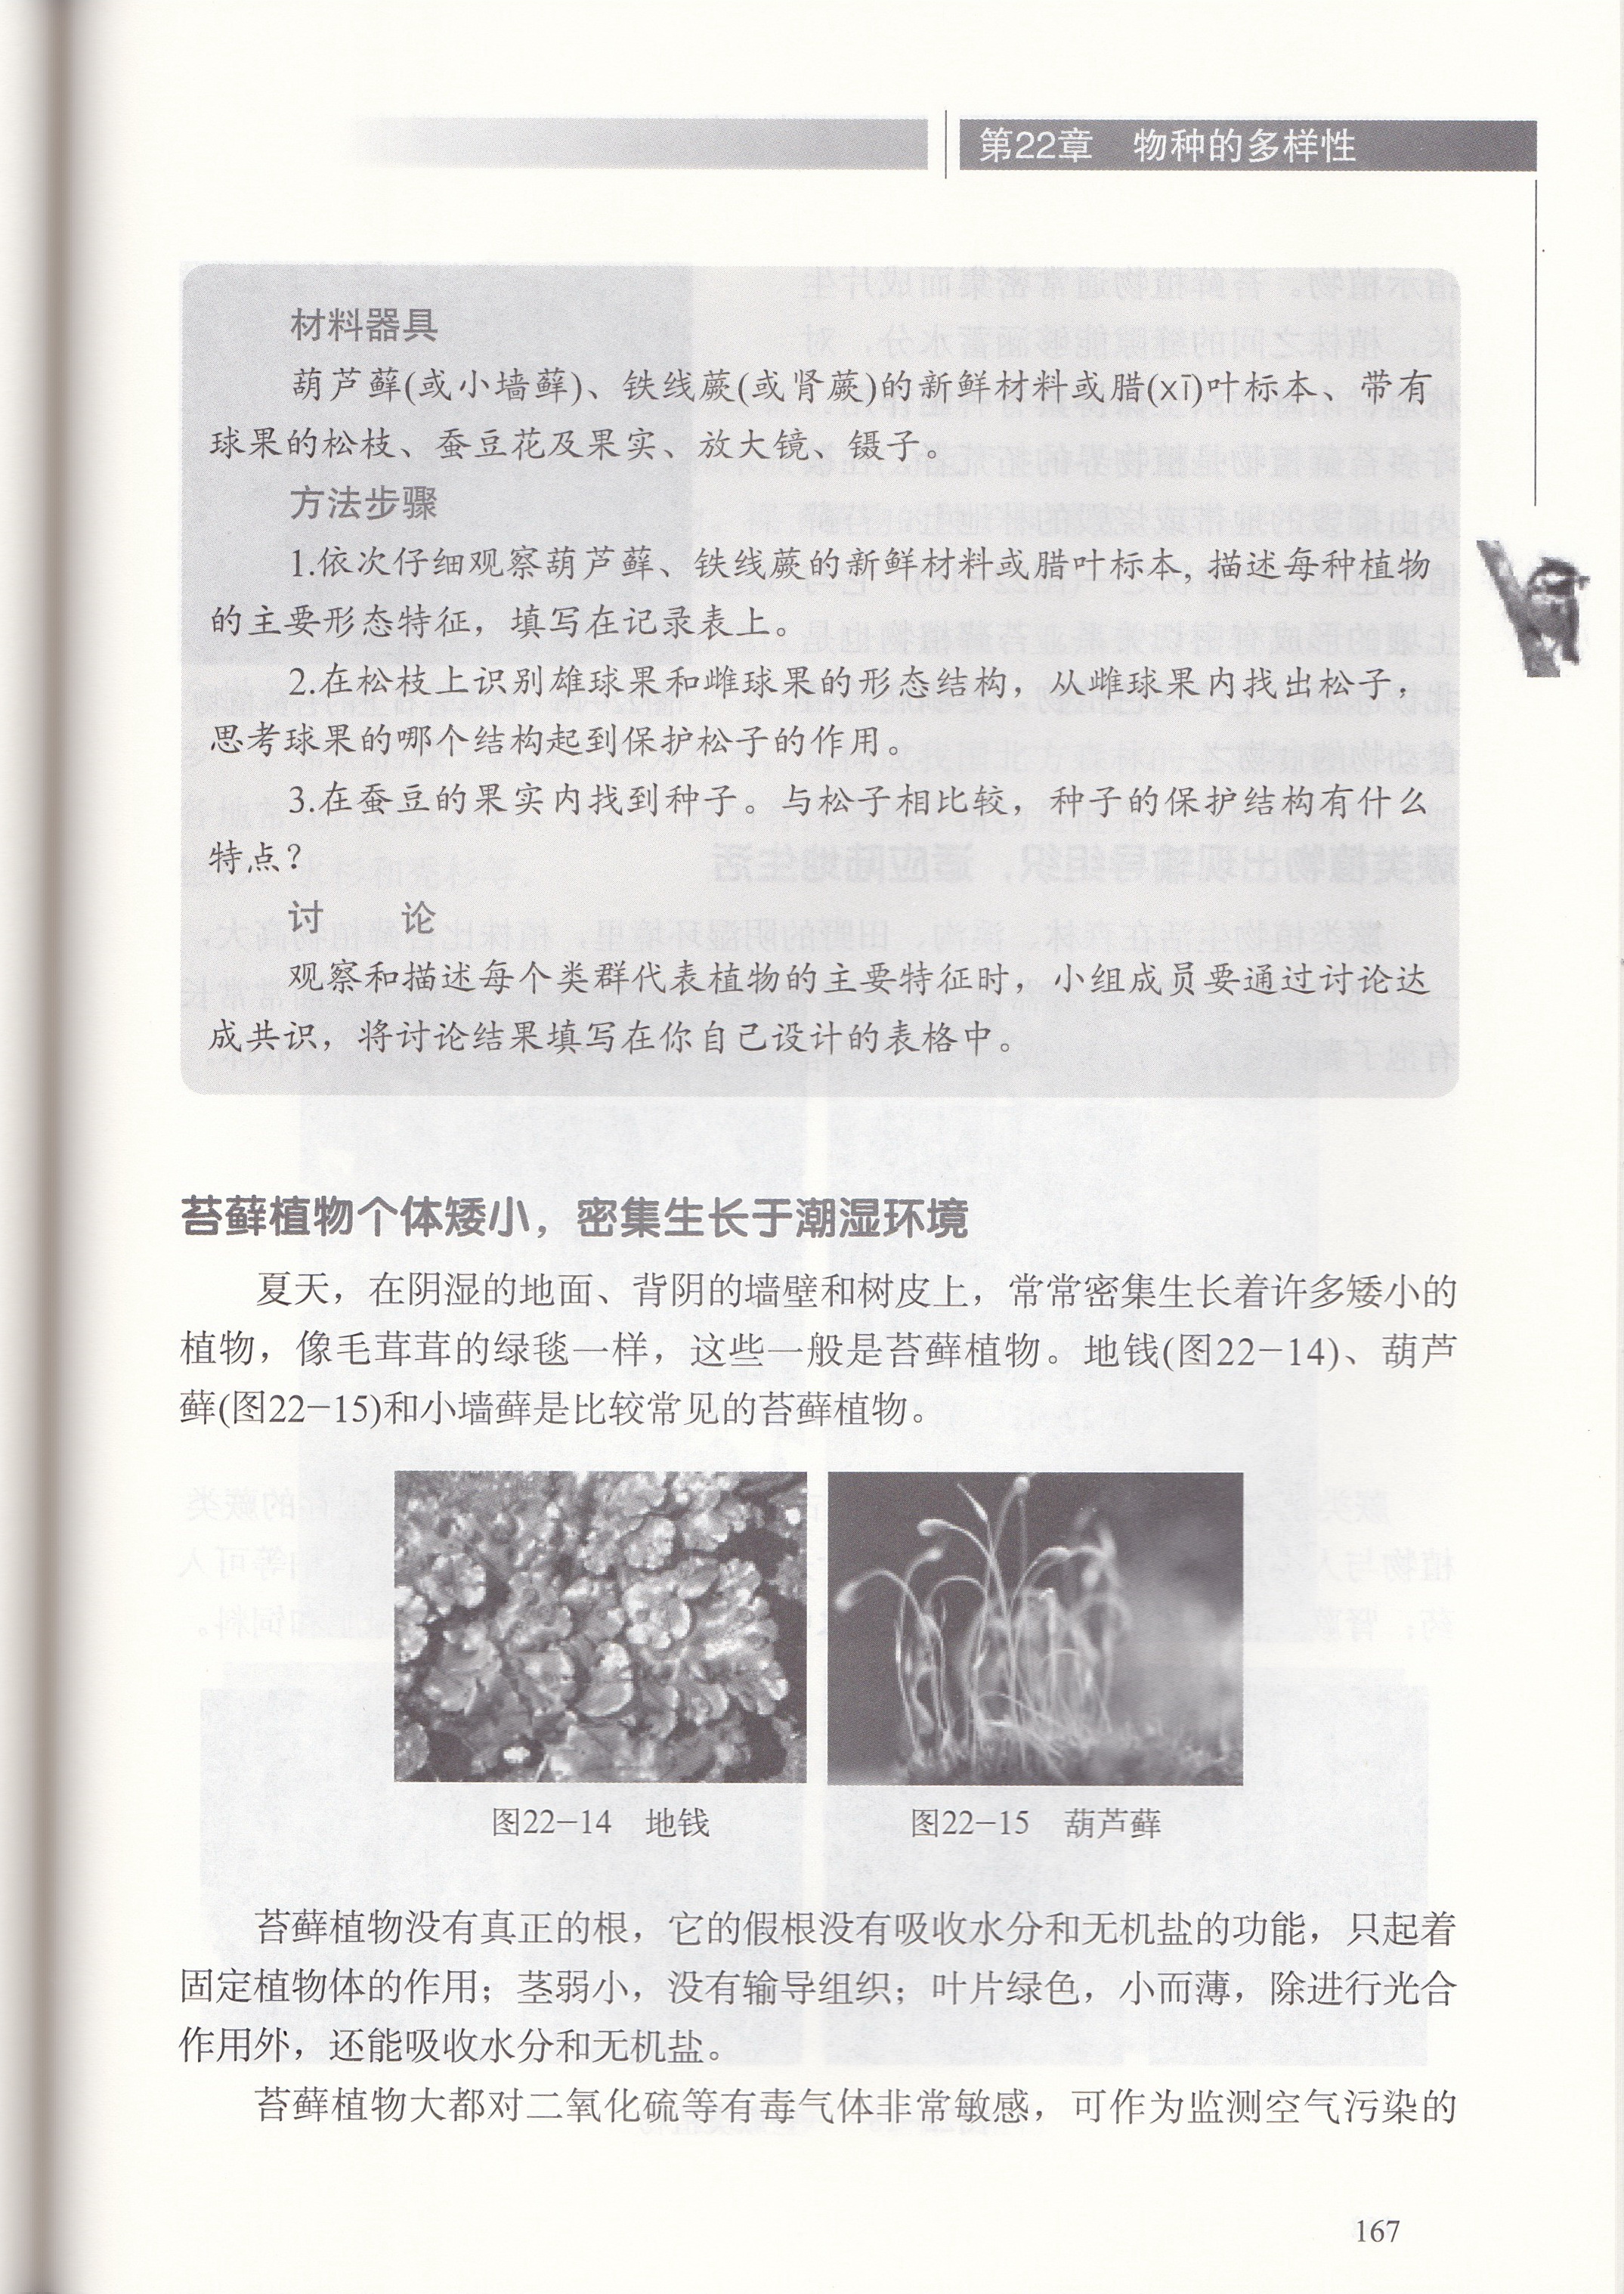 第22章 物种的多样性
材料器具
葫芦藓(或小墙藓)、铁线蕨(或肾蕨)的新鲜材料或腊(xī)叶标本、带有
球果的松枝、蚕豆花及果实、放大镜、镊子。
方法步骤
1.依次仔细观察葫芦藓、铁线蕨的新鲜材料或腊叶标本,描述每种植物
的主要形态特征，填写在记录表上。
2.在松枝上识别雄球果和雌球果的形态结构，从雌球果内找出松子，
思考球果的哪个结构起到保护松子的作用。
3.在蚕豆的果实内找到种子。与松子相比较，种子的保护结构有什么
特点？
讨 论
观察和描述每个类群代表植物的主要特征时，小组成员要通过讨论达
成共识，将讨论结果填写在你自己设计的表格中。
苔藓植物个体矮小，密集生长于潮湿环境
夏天，在阴湿的地面、背阴的墙壁和树皮上，常常密集生长着许多矮小的
植物，像毛茸茸的绿毯一样，这些一般是苔藓植物。地钱(图22-14)、葫芦
藓(图22-15)和小墙藓是比较常见的苔藓植物。
图22-14 地钱
图22-15 葫芦藓
苔藓植物没有真正的根，它的假根没有吸收水分和无机盐的功能，只起着
固定植物体的作用；茎弱小，没有输导组织；叶片绿色，小而薄，除进行光合
作用外，还能吸收水分和无机盐。
苔藓植物大都对二氧化硫等有毒气体非常敏感，可作为监测空气污染的
167